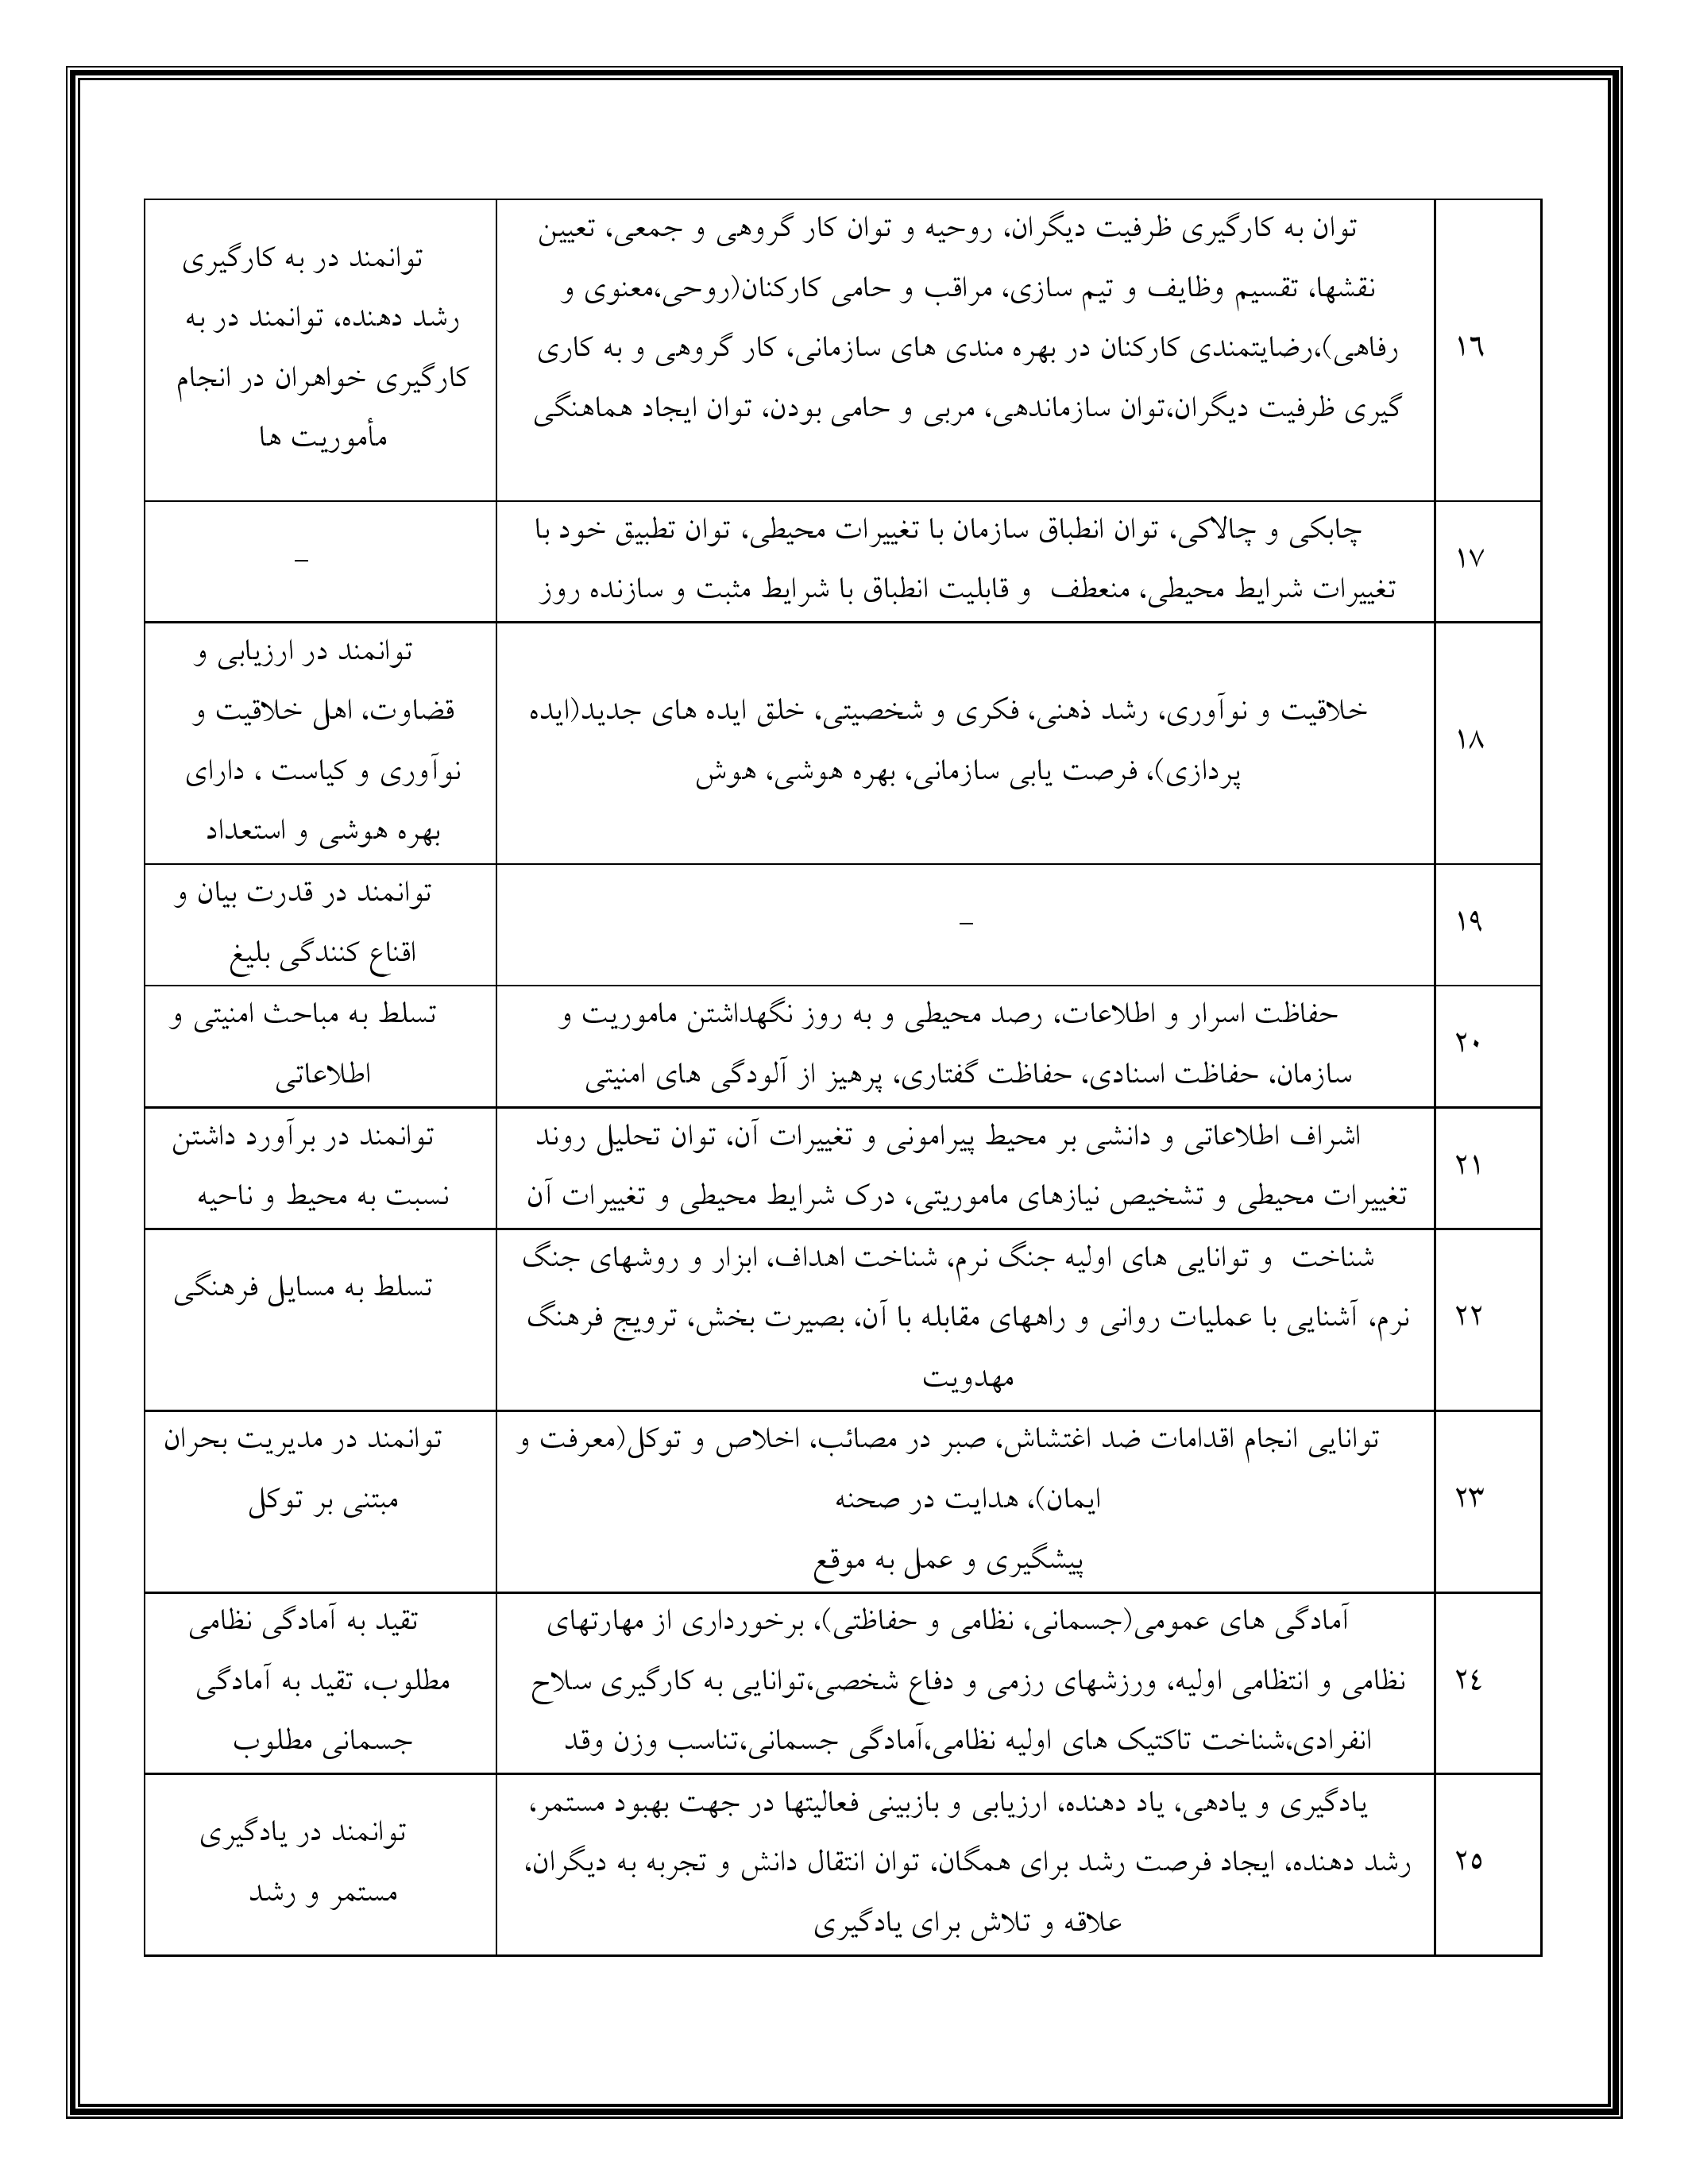 ١٦
توان به کارگیری ظرفیت دیگران، روحیه و توان کار گروهی و جمعی، تعیین
نقشها، تقسیم وظایف و تیم سازی، مراقب و حامی کارکنان(روحی،معنوی و
رفاهی)،رضایتمندی کارکنان در بهره مندی های سازمانی، کار گروهی و به کاری
گیری ظرفیت دیگران،توان سازماندهی، مربی و حامی بودن، توان ایجاد هماهنگی
توانمند در به کارگیری
رشد دهنده، توانمند در به
کارگیری خواهران در انجام
مأموریت ها
١٧
چابکی و چالاکی، توان انطباق سازمان با تغییرات محیطی، توان تطبیق خود با
تغییرات شرایط محیطی، منعطف و قابلیت انطباق با شرایط مثبت و سازنده روز
–
١٨
خلاقیت و نوآوری، رشد ذهنی، فکری و شخصیتی، خلق ایده های جدید(ایده
پردازی)، فرصت یابی سازمانی، بهره هوشی، هوش
توانمند در ارزیابی و
قضاوت، اهل خلاقیت و
نوآوری و کیاست ، دارای
بهره هوشی و استعداد
١٩
–
توانمند در قدرت بیان و
اقناع کنندگی بلیغ
٢٠
حفاظت اسرار و اطلاعات، رصد محیطی و به روز نگهداشتن ماموریت و
سازمان، حفاظت اسنادی، حفاظت گفتاری، پرهیز از آلودگی های امنیتی
تسلط به مباحث امنیتی و
اطلاعاتی
٢١
اشراف اطلاعاتی و دانشی بر محیط پیرامونی و تغییرات آن، توان تحلیل روند
تغییرات محیطی و تشخیص نیازهای ماموریتی، درک شرایط محیطی و تغییرات آن
توانمند در برآورد داشتن
نسبت به محیط و ناحیه
٢٢
شناخت و توانایی های اولیه جنگ نرم، شناخت اهداف، ابزار و روشهای جنگ
نرم، آشنایی با عملیات روانی و راههای مقابله با آن، بصیرت بخش، ترویج فرهنگ
مهدویت
تسلط به مسایل فرهنگی
٢٣
توانایی انجام اقدامات ضد اغتشاش، صبر در مصائب، اخلاص و توکل(معرفت و
ایمان)، هدایت در صحنه
پیشگیری و عمل به موقع
توانمند در مدیریت بحران
مبتنی بر توکل
٢٤
آمادگی های عمومی(جسمانی، نظامی و حفاظتی)، برخورداری از مهارتهای
نظامی و انتظامی اولیه، ورزشهای رزمی و دفاع شخصی،توانایی به کارگیری سلاح
انفرادی،شناخت تاکتیک های اولیه نظامی،آمادگی جسمانی،تناسب وزن وقد
تقید به آمادگی نظامی
مطلوب، تقید به آمادگی
جسمانی مطلوب
٢٥
یادگیری و یادهی، یاد دهنده، ارزیابی و بازبینی فعالیتها در جهت بهبود مستمر،
رشد دهنده، ایجاد فرصت رشد برای همگان، توان انتقال دانش و تجربه به دیگران،
علاقه و تلاش برای یادگیری
توانمند در یادگیری
مستمر و رشد